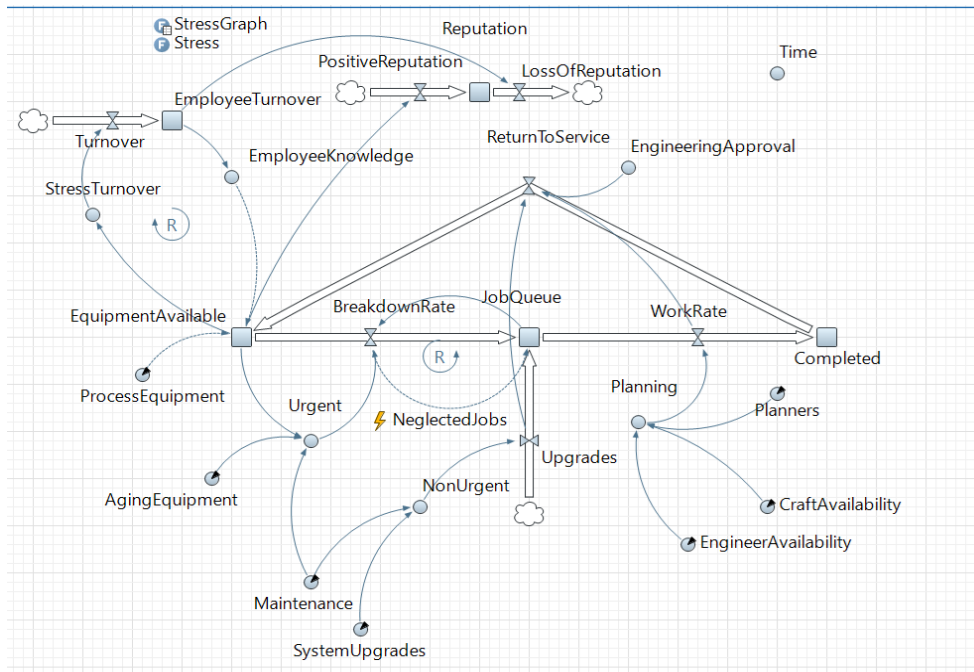 StressGraph
Stress
Reputation
Time
PositiveReputation
LossOfReputation
EmployeeTurnover
Turnover
ReturnToService
EngineeringApproval
EmployeeKnowledge
StressTurnover
R
EquipmentAvailable
BreakdownRate
JobQueue
WorkRate
R
Completed
ProcessEquipment
Planning
Urgent
NeglectedJobs
Planners
Upgrades
AgingEquipment
NonUrgent
CraftAvailability
EngineerAvailability
Maintenance
SystemUpgrades